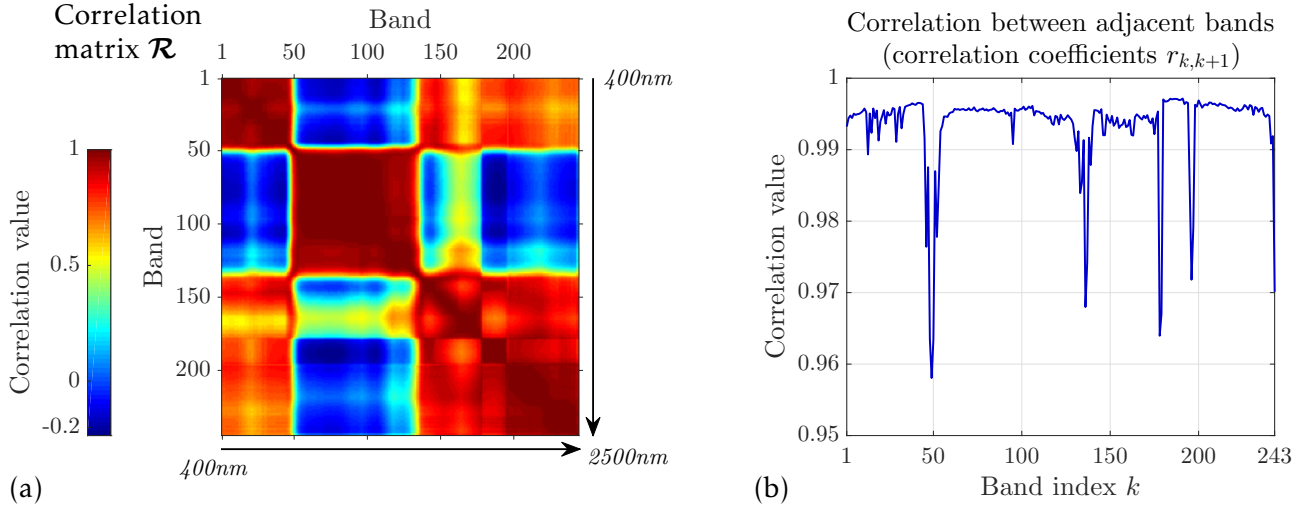 Correlation
matrix 𝓡
Band
1 50 100 150 200
400nm
1
50
100
150
200
Band
1
0.5
0
-0.2
Correlation value
400nm
2500nm
(a)
Correlation between adjacent bands
(correlation coefficients r_{k,k+1})
1
0.99
0.98
0.97
0.96
0.95
Correlation value
1 50 100 150 200 243
Band index k
(b)